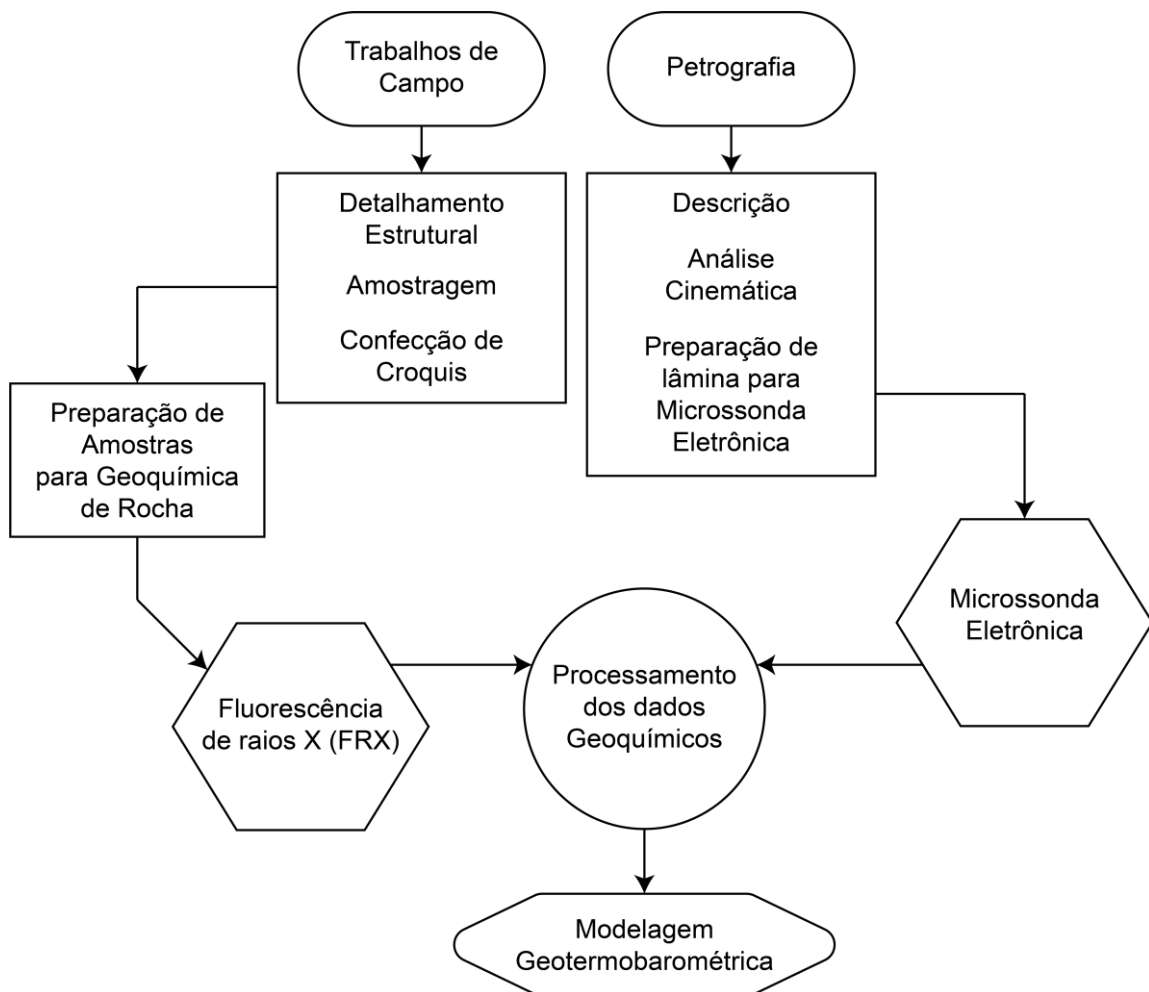 Trabalhos de
Campo
Petrografia
Detalhamento
Estrutural
Amostragem
Confecção de
Croquis
Descrição
Análise
Cinemática
Preparação de
lâmina para
Microssonda
Eletrônica
Preparação de
Amostras
para Geoquímica
de Rocha
Microssonda
Eletrônica
Fluorescência
de raios X (FRX)
Processamento
dos dados
Geoquímicos
Modelagem
Geotermobarométrica